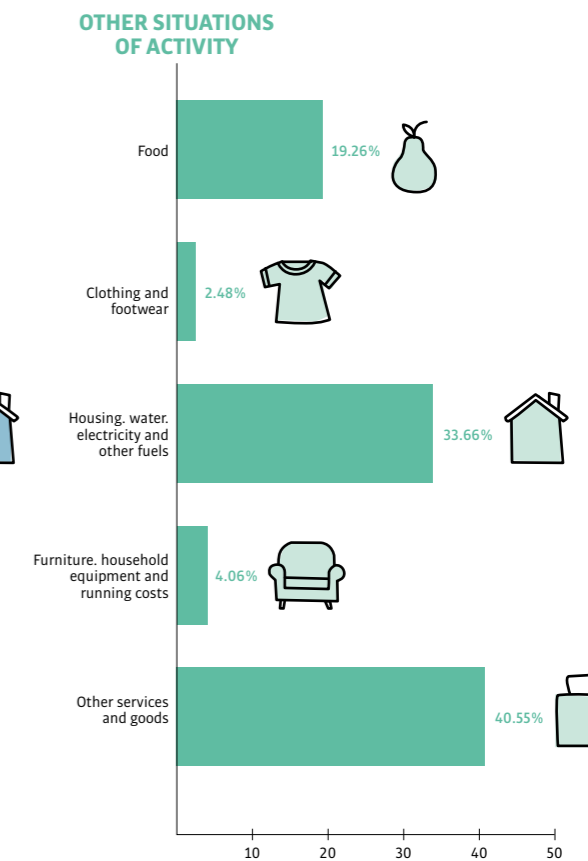 OTHER SITUATIONS
OF ACTIVITY
Food
19.26%
Clothing and
footwear
2.48%
Housing. water.
electricity and
other fuels
33.66%
Furniture. household
equipment and
running costs
4.06%
Other services
and goods
40.55%
10 20 30 40 50